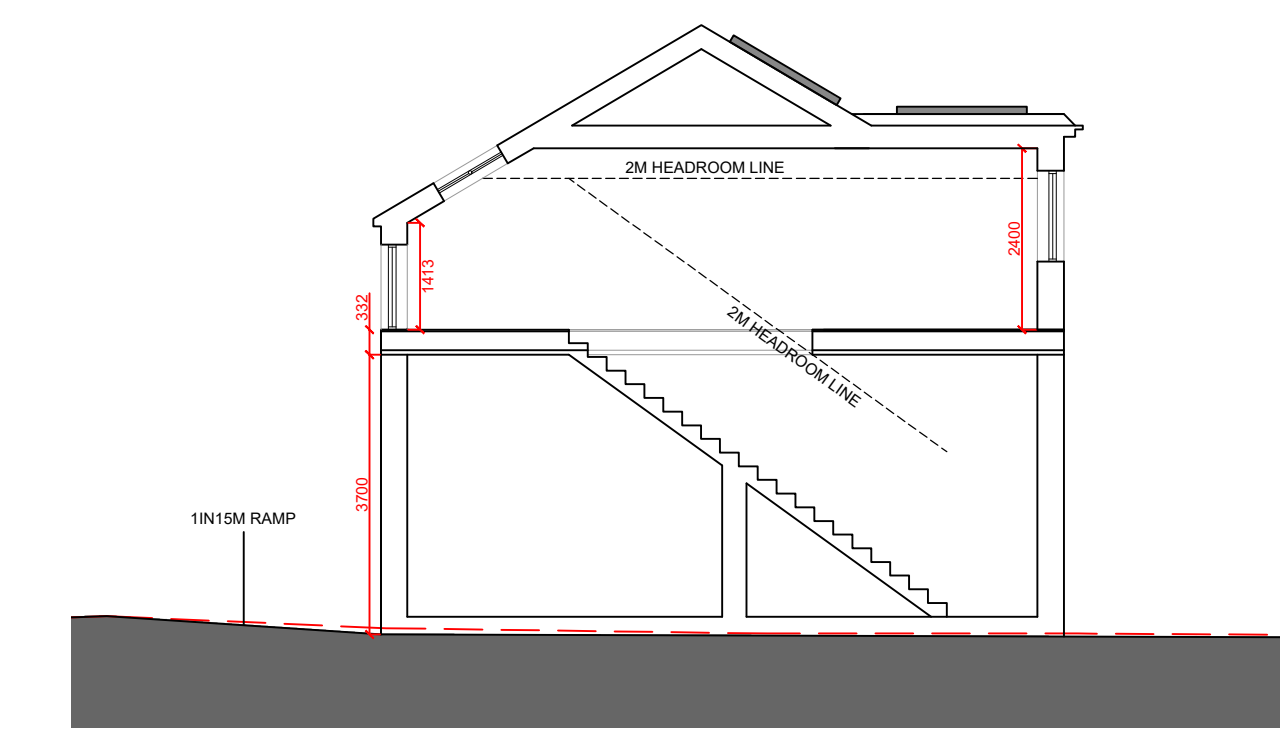 2M HEADROOM LINE
2400
1413
332
2M HEADROOM LINE
3700
1IN15M RAMP